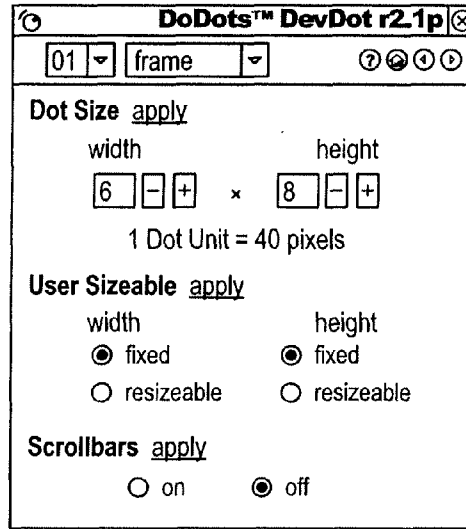 DoDots™ DevDot r2.1p
01 frame
Dot Size apply
width height
6 - + × 8 - +
1 Dot Unit = 40 pixels
User Sizeable apply
width height
fixed fixed
resizeable resizeable
Scrollbars apply
on off